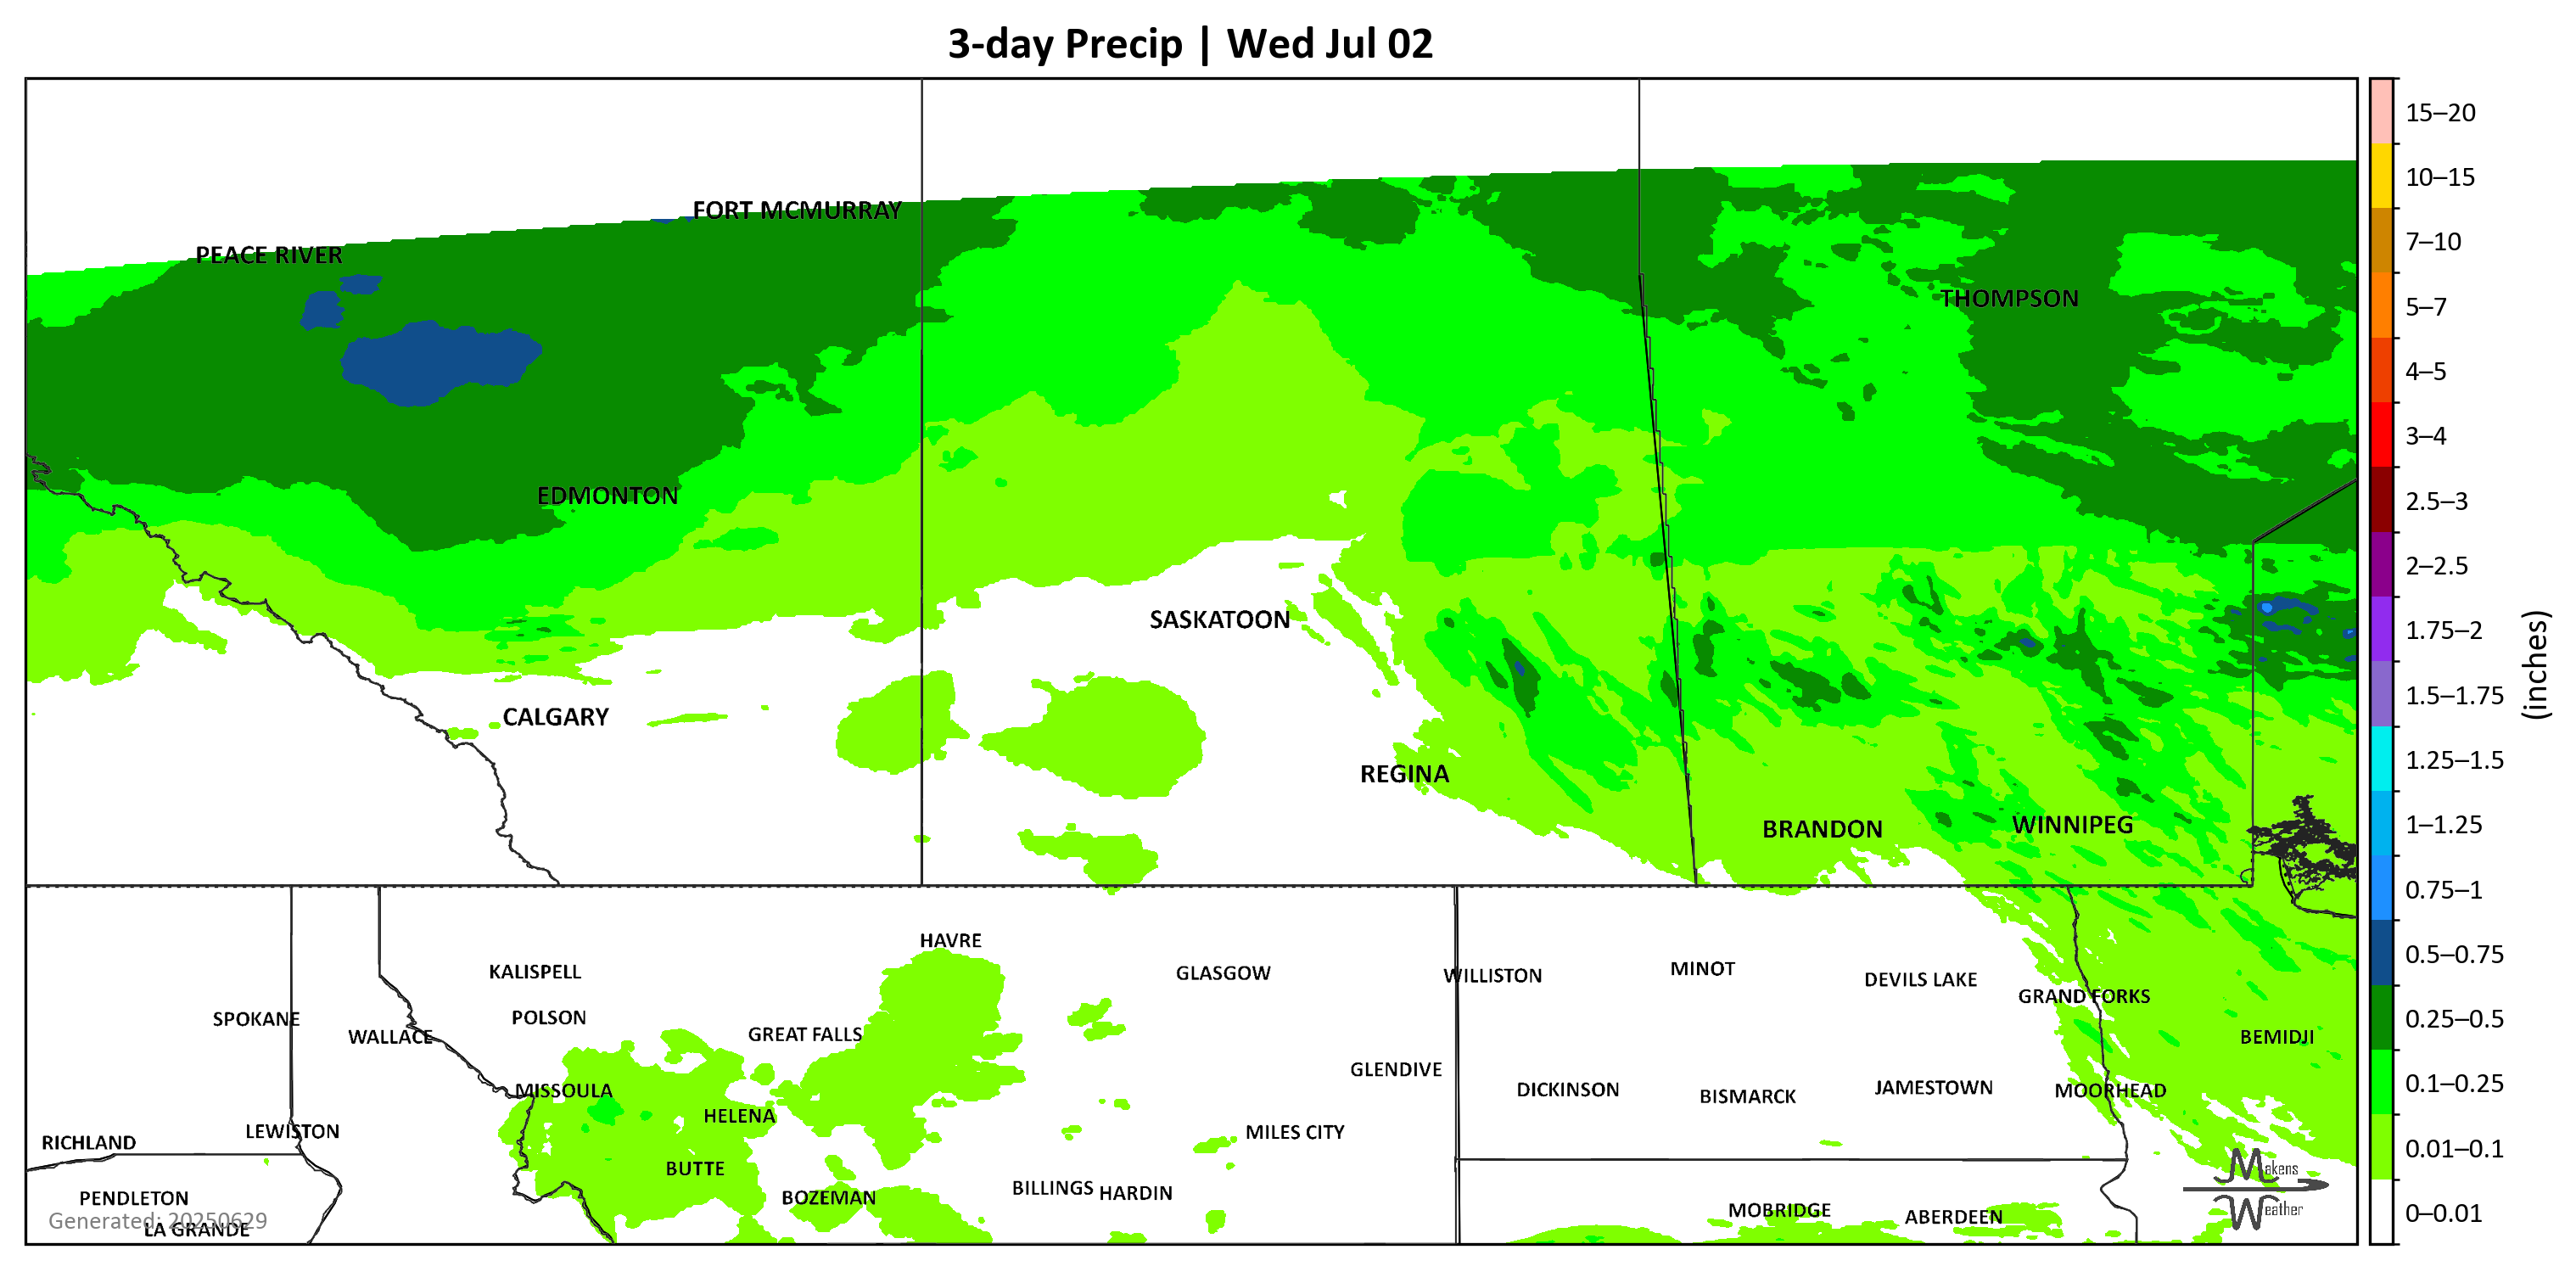 3-day Precip | Wed Jul 02
FORT MCMURRAY
PEACE RIVER
THOMPSON
EDMONTON
SASKATOON
CALGARY
REGINA
BRANDON
WINNIPEG
HAVRE
KALISPELL
GLASGOW
WILLISTON
MINOT
DEVILS LAKE
SPOKANE
POLSON
GRAND FORKS
WALLACE
GREAT FALLS
BEMIDJI
GLENDIVE
MISSOULA
DICKINSON
BISMARCK
JAMESTOWN
MOORHEAD
HELENA
RICHLAND
LEWISTON
MILES CITY
BUTTE
PENDLETON
BOZEMAN
BILLINGS
HARDIN
MOBRIDGE
ABERDEEN
Generated: 20250629
LA GRANDE
Makens
Weather
15–20
10–15
7–10
5–7
4–5
3–4
2.5–3
2–2.5
1.75–2
1.5–1.75
1.25–1.5
1–1.25
0.75–1
0.5–0.75
0.25–0.5
0.1–0.25
0.01–0.1
0–0.01
(inches)